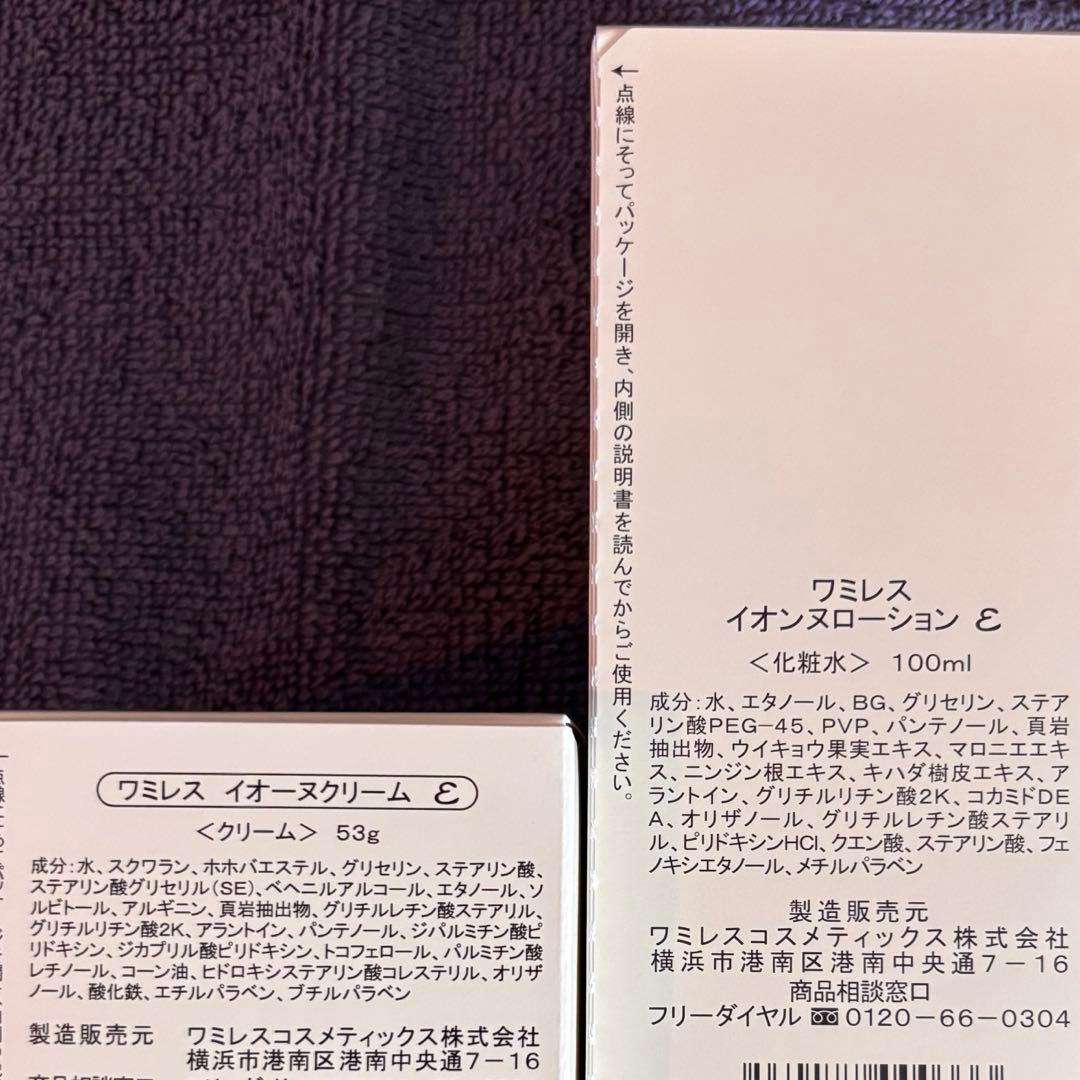 ←点線にそってパッケージを開き、内側の説明書を読んでからご使用ください。
ワミレス
イオンヌローション ε
＜化粧水＞ 100ml
成分：水、エタノール、BG、グリセリン、ステア
リン酸PEG−45、PVP、パンテノール、頁岩
抽出物、ウイキョウ果実エキス、マロニエエキ
ス、ニンジン根エキス、キハダ樹皮エキス、ア
ラントイン、グリチルリチン酸2K、コカミドDE
A、オリザノール、グリチルレチン酸ステアリ
ル、ピリドキシンHCl、クエン酸、ステアリン酸、フェ
ノキシエタノール、メチルパラベン
製造販売元
ワミレスコスメティックス株式会社
横浜市港南区港南中央通7−16
商品相談窓口
フリーダイヤル 0120−66−0304
ワミレス イオーヌクリーム ε
＜クリーム＞ 53g
成分：水、スクワラン、ホホバエステル、グリセリン、ステアリン酸、
ステアリン酸グリセリル（SE）、ベヘニルアルコール、エタノール、ソ
ルビトール、アルギニン、頁岩抽出物、グリチルレチン酸ステアリル、
グリチルリチン酸2K、アラントイン、パンテノール、ジパルミチン酸ピ
リドキシン、ジカプリル酸ピリドキシン、トコフェロール、パルミチン酸
レチノール、コーン油、ヒドロキシステアリン酸コレステリル、オリザ
ノール、酸化鉄、エチルパラベン、ブチルパラベン
製造販売元 ワミレスコスメティックス株式会社
横浜市港南区港南中央通7−16